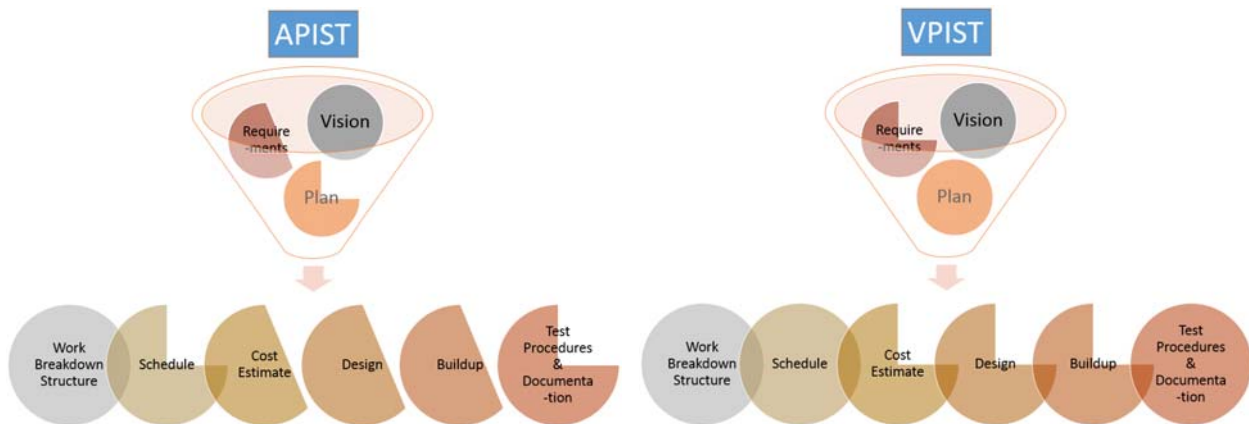 APIST
Require
-ments
Vision
Plan
Work
Breakdown
Structure
Schedule
Cost
Estimate
Design
Buildup
Test
Procedures
&
Documenta
-tion
VPIST
Require
-ments
Vision
Plan
Work
Breakdown
Structure
Schedule
Cost
Estimate
Design
Buildup
Test
Procedures
&
Documenta
-tion